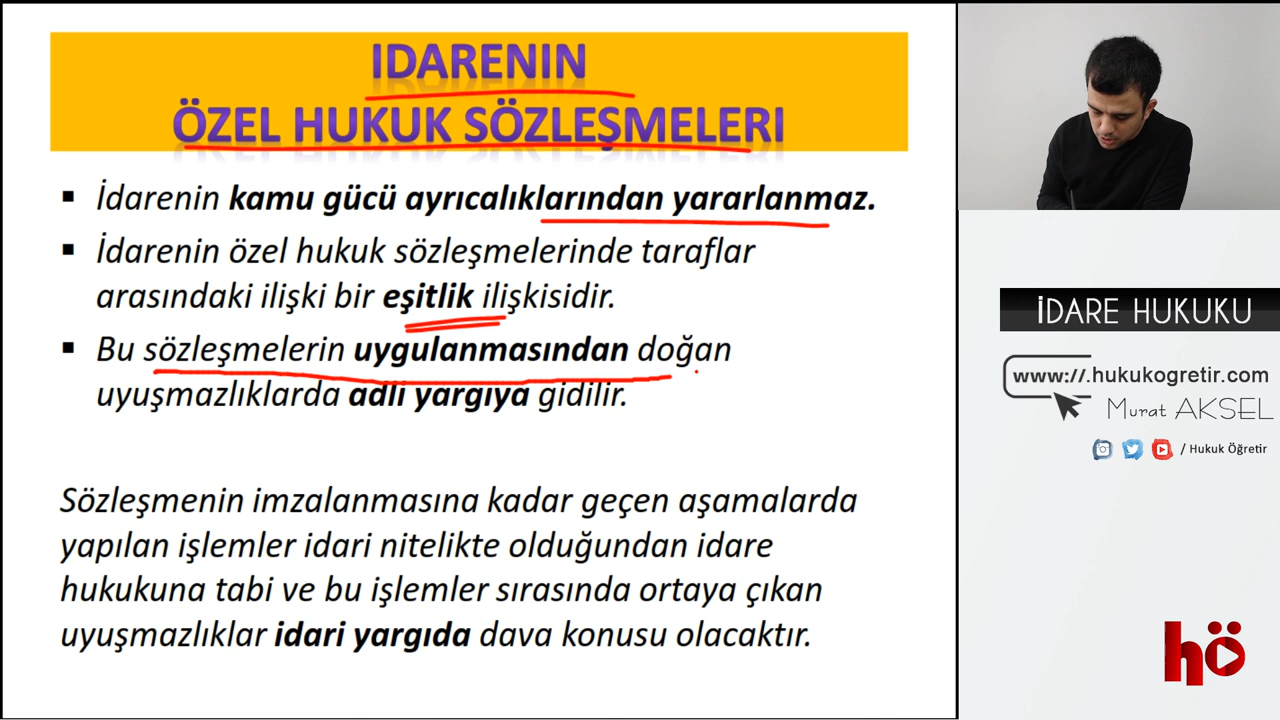 IDARENIN
ÖZEL HUKUK SÖZLEŞMELERI
▪ İdarenin kamu gücü ayrıcalıklarından yararlanmaz.
▪ İdarenin özel hukuk sözleşmelerinde taraflar
arasındaki ilişki bir eşitlik ilişkisidir.
▪ Bu sözleşmelerin uygulanmasından doğan
uyuşmazlıklarda adli yargıya gidilir.
Sözleşmenin imzalanmasına kadar geçen aşamalarda
yapılan işlemler idari nitelikte olduğundan idare
hukukuna tabi ve bu işlemler sırasında ortaya çıkan
uyuşmazlıklar idari yargıda dava konusu olacaktır.
İDARE HUKUKU
www://.hukukogretir.com
Murat AKSEL
/ Hukuk Öğretir
hö